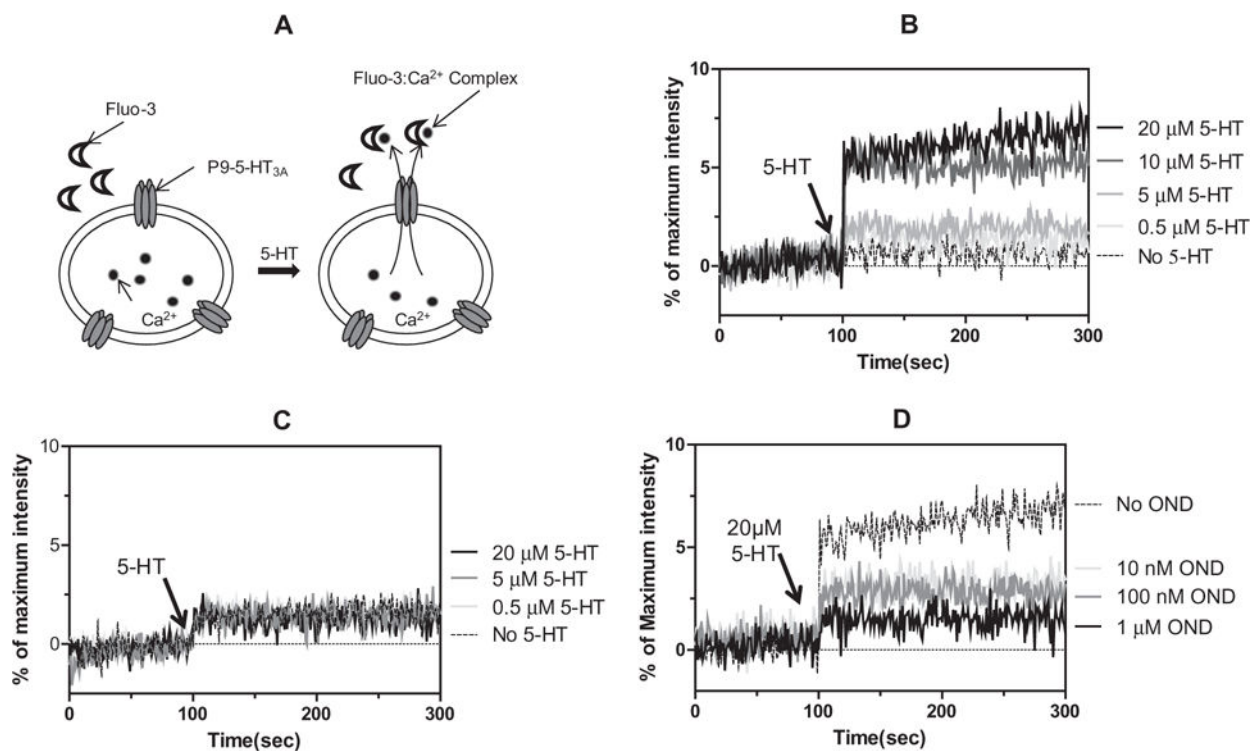 A
Fluo-3:Ca²⁺ Complex
Fluo-3
P9-5-HT₃A
5-HT
Ca²⁺
Ca²⁺
B
% of maximum intensity
10
5
0
5-HT
20 μM 5-HT
10 μM 5-HT
5 μM 5-HT
0.5 μM 5-HT
No 5-HT
0
100
200
300
Time(sec)
C
% of maximum intensity
10
5
0
5-HT
20 μM 5-HT
5 μM 5-HT
0.5 μM 5-HT
No 5-HT
0
100
200
300
Time(sec)
D
% of Maximum intensity
10
5
0
20μM
5-HT
No OND
10 nM OND
100 nM OND
1 μM OND
0
100
200
300
Time(sec)